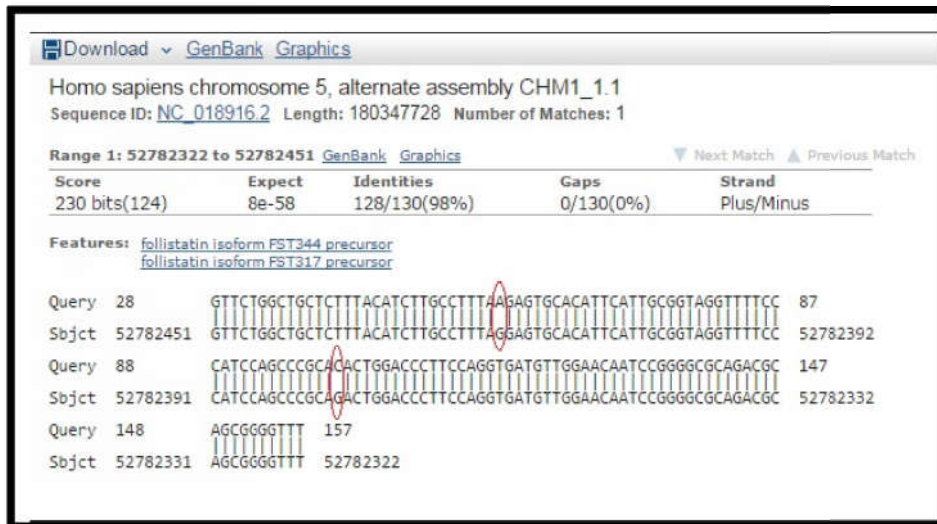 Download GenBank Graphics
Homo sapiens chromosome 5, alternate assembly CHM1_1.1
Sequence ID: NC_018916.2 Length: 180347728 Number of Matches: 1
Range 1: 52782322 to 52782451 GenBank Graphics Next Match Previous Match
Score Expect Identities Gaps Strand
230 bits(124) 8e-58 128/130(98%) 0/130(0%) Plus/Minus
Features: follistatin isoform FST344 precursor
follistatin isoform FST317 precursor
Query 28 GTTCTGGCTGCTCTTTACATCTTGCCTTTAAGAGTGCACATTCATTGCGGTAGGTTTTCC 87
Sbjct 52782451 GTTCTGGCTGCTCTTTACATCTTGCCTTTAGGAGTGCACATTCATTGCGGTAGGTTTTCC 52782392
Query 88 CATCCAGCCCGCACACTGGACCCTTCCAGGTGATGTTGGAACAATCCGGGGCGCAGACGC 147
Sbjct 52782391 CATCCAGCCCGCAGACTGGACCCTTCCAGGTGATGTTGGAACAATCCGGGGCGCAGACGC 52782332
Query 148 AGCGGGGTTT 157
Sbjct 52782331 AGCGGGGTTT 52782322